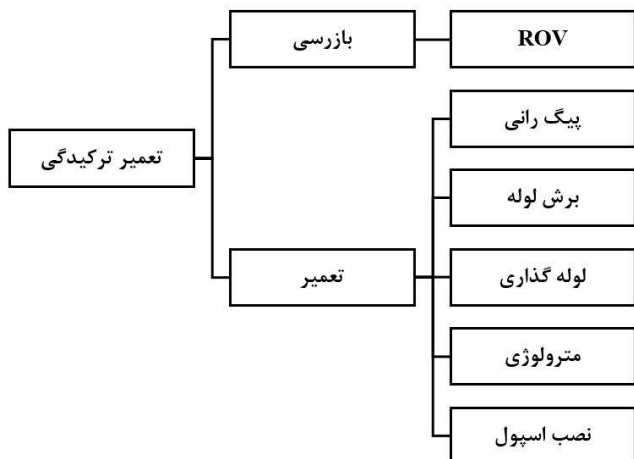 بازرسی
ROV
پیگ رانی
تعمیر ترکیدگی
برش لوله
تعمیر
لوله گذاری
مترولوژی
نصب اسپول